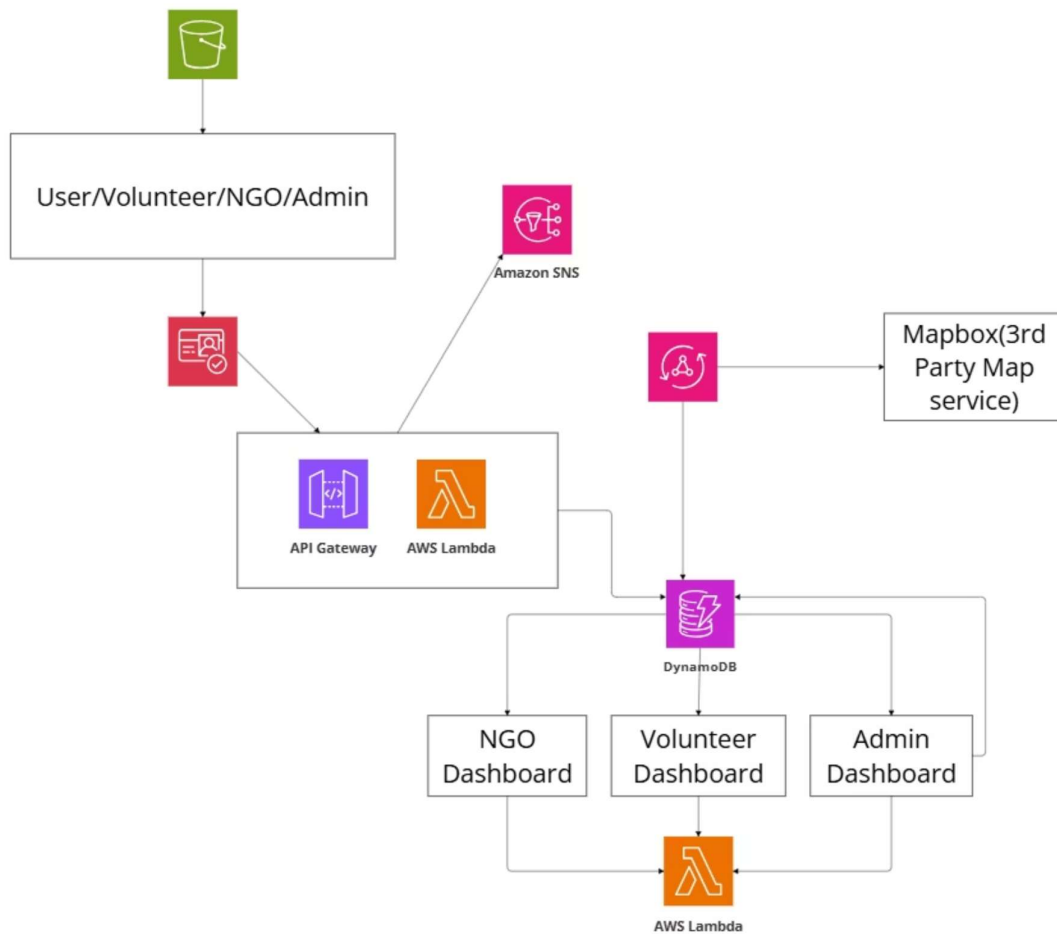 User/Volunteer/NGO/Admin
Amazon SNS
Mapbox(3rd
Party Map
service)
API Gateway
AWS Lambda
DynamoDB
NGO
Dashboard
Volunteer
Dashboard
Admin
Dashboard
AWS Lambda